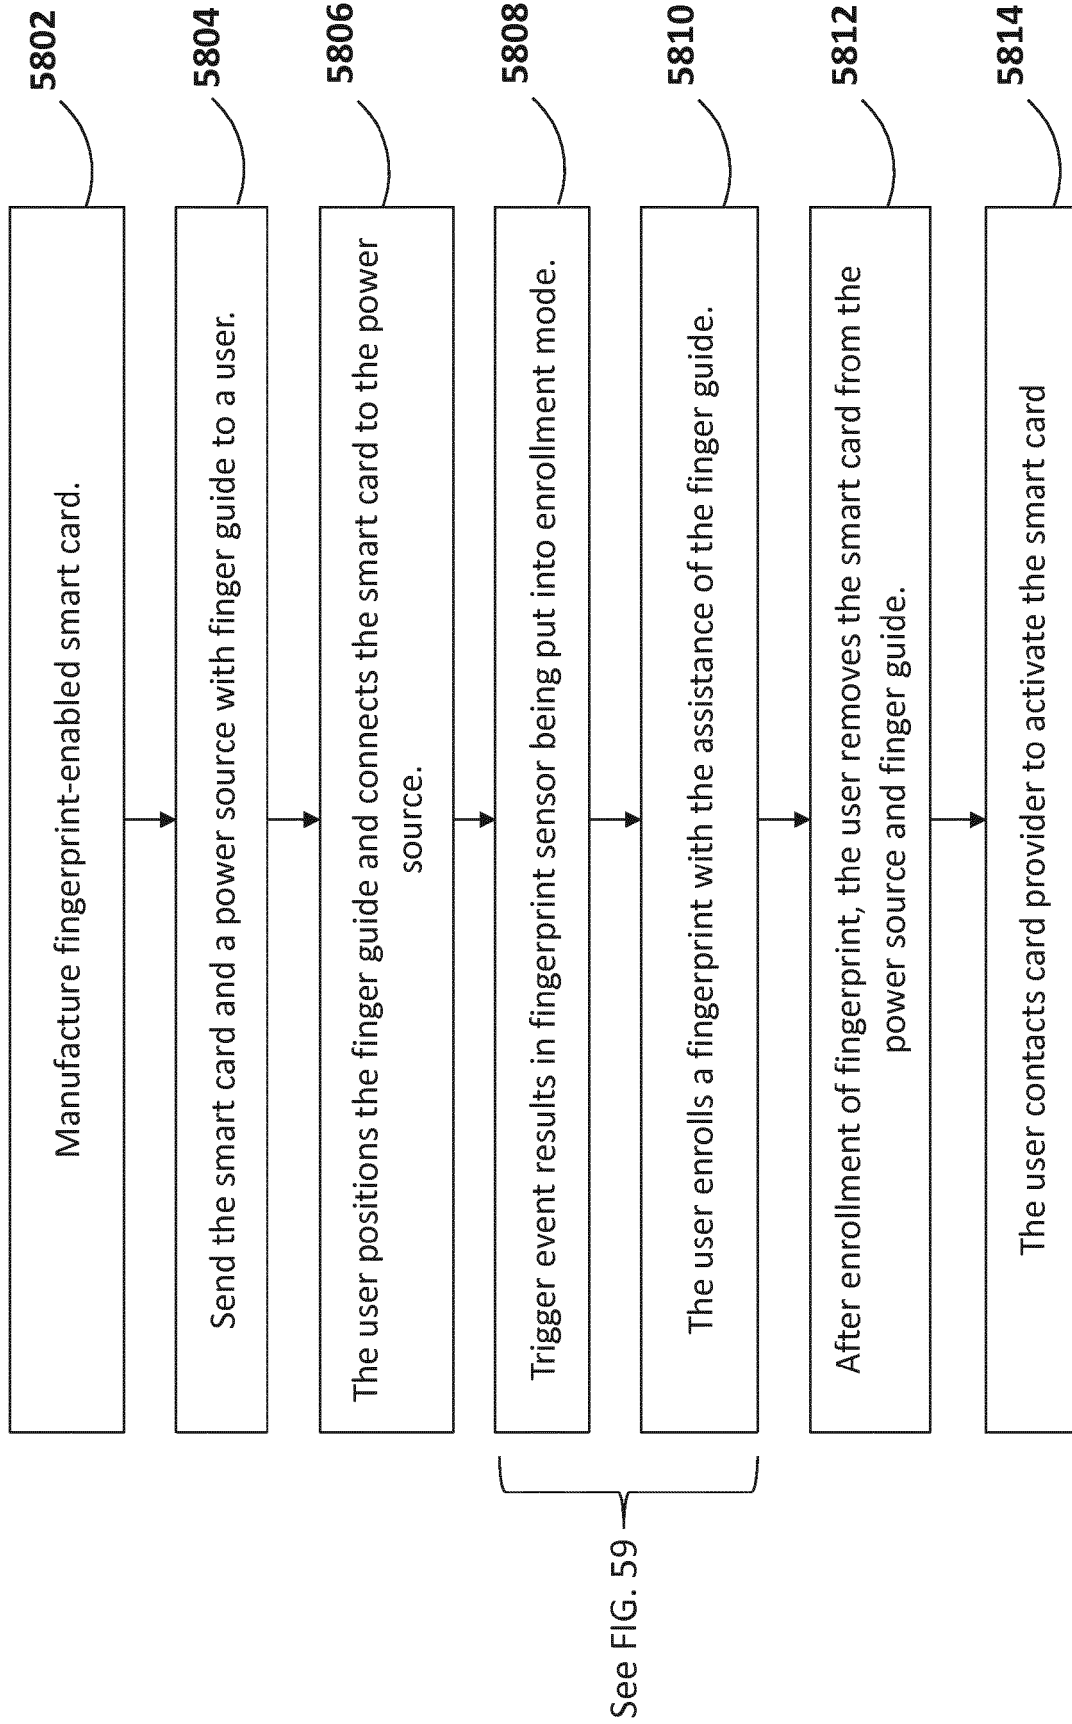 Manufacture fingerprint-enabled smart card.
5802
Send the smart card and a power source with finger guide to a user.
5804
The user positions the finger guide and connects the smart card to the power
source.
5806
Trigger event results in fingerprint sensor being put into enrollment mode.
5808
The user enrolls a fingerprint with the assistance of the finger guide.
5810
See FIG. 59
After enrollment of fingerprint, the user removes the smart card from the
power source and finger guide.
5812
The user contacts card provider to activate the smart card
5814